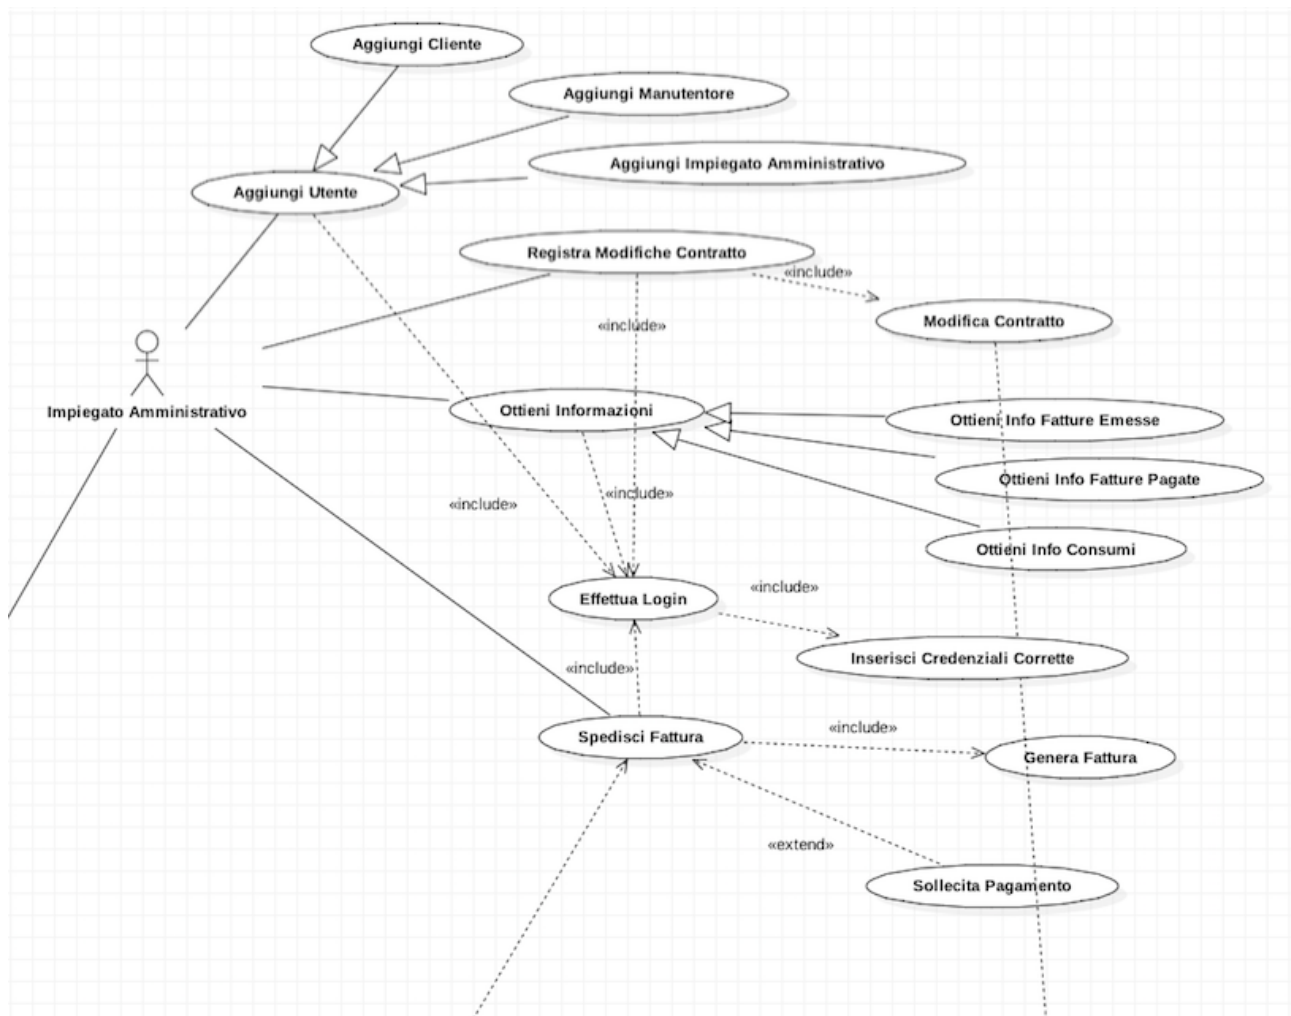 Aggiungi Cliente
Aggiungi Manutentore
Aggiungi Impiegato Amministrativo
Aggiungi Utente
Registra Modifiche Contratto
«include»
Modifica Contratto
«include»
Impiegato Amministrativo
Ottieni Informazioni
Ottieni Info Fatture Emesse
Ottieni Info Fatture Pagate
«include»
«include»
Ottieni Info Consumi
Effettua Login
«include»
Inserisci Credenziali Corrette
«include»
Spedisci Fattura
«include»
Genera Fattura
«extend»
Sollecita Pagamento